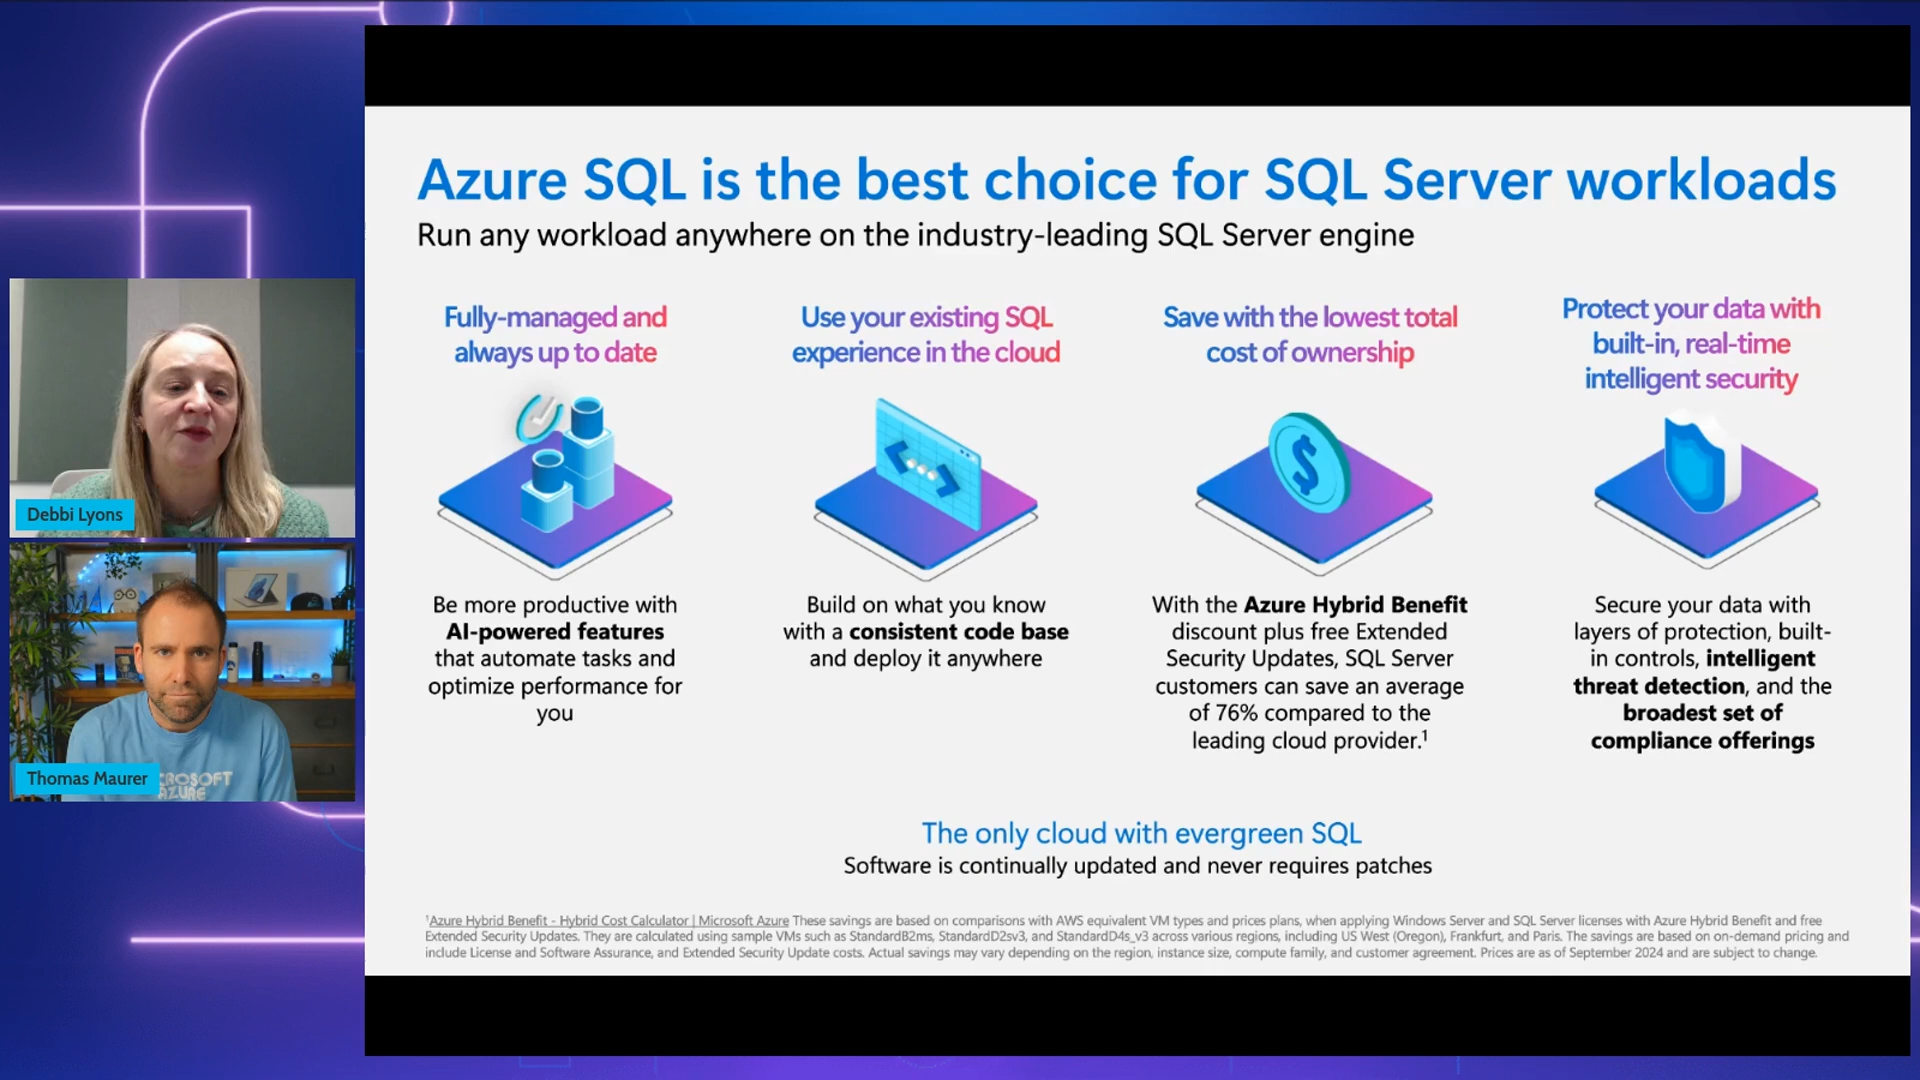 Azure SQL is the best choice for SQL Server workloads
Run any workload anywhere on the industry-leading SQL Server engine
Fully-managed and
always up to date
Be more productive with
AI-powered features
that automate tasks and
optimize performance for
you
Use your existing SQL
experience in the cloud
Build on what you know
with a consistent code base
and deploy it anywhere
Save with the lowest total
cost of ownership
$
With the Azure Hybrid Benefit
discount plus free Extended
Security Updates, SQL Server
customers can save an average
of 76% compared to the
leading cloud provider.¹
Protect your data with
built-in, real-time
intelligent security
Secure your data with
layers of protection, built-
in controls, intelligent
threat detection, and the
broadest set of
compliance offerings
The only cloud with evergreen SQL
Software is continually updated and never requires patches
¹Azure Hybrid Benefit - Hybrid Cost Calculator | Microsoft Azure These savings are based on comparisons with AWS equivalent VM types and prices plans, when applying Windows Server and SQL Server licenses with Azure Hybrid Benefit and free
Extended Security Updates. They are calculated using sample VMs such as StandardB2ms, StandardD2sv3, and StandardD4s_v3 across various regions, including US West (Oregon), Frankfurt, and Paris. The savings are based on on-demand pricing and
include License and Software Assurance, and Extended Security Update costs. Actual savings may vary depending on the region, instance size, compute family, and customer agreement. Prices are as of September 2024 and are subject to change.
Debbi Lyons
Thomas Maurer
CROSOFT
AZURE